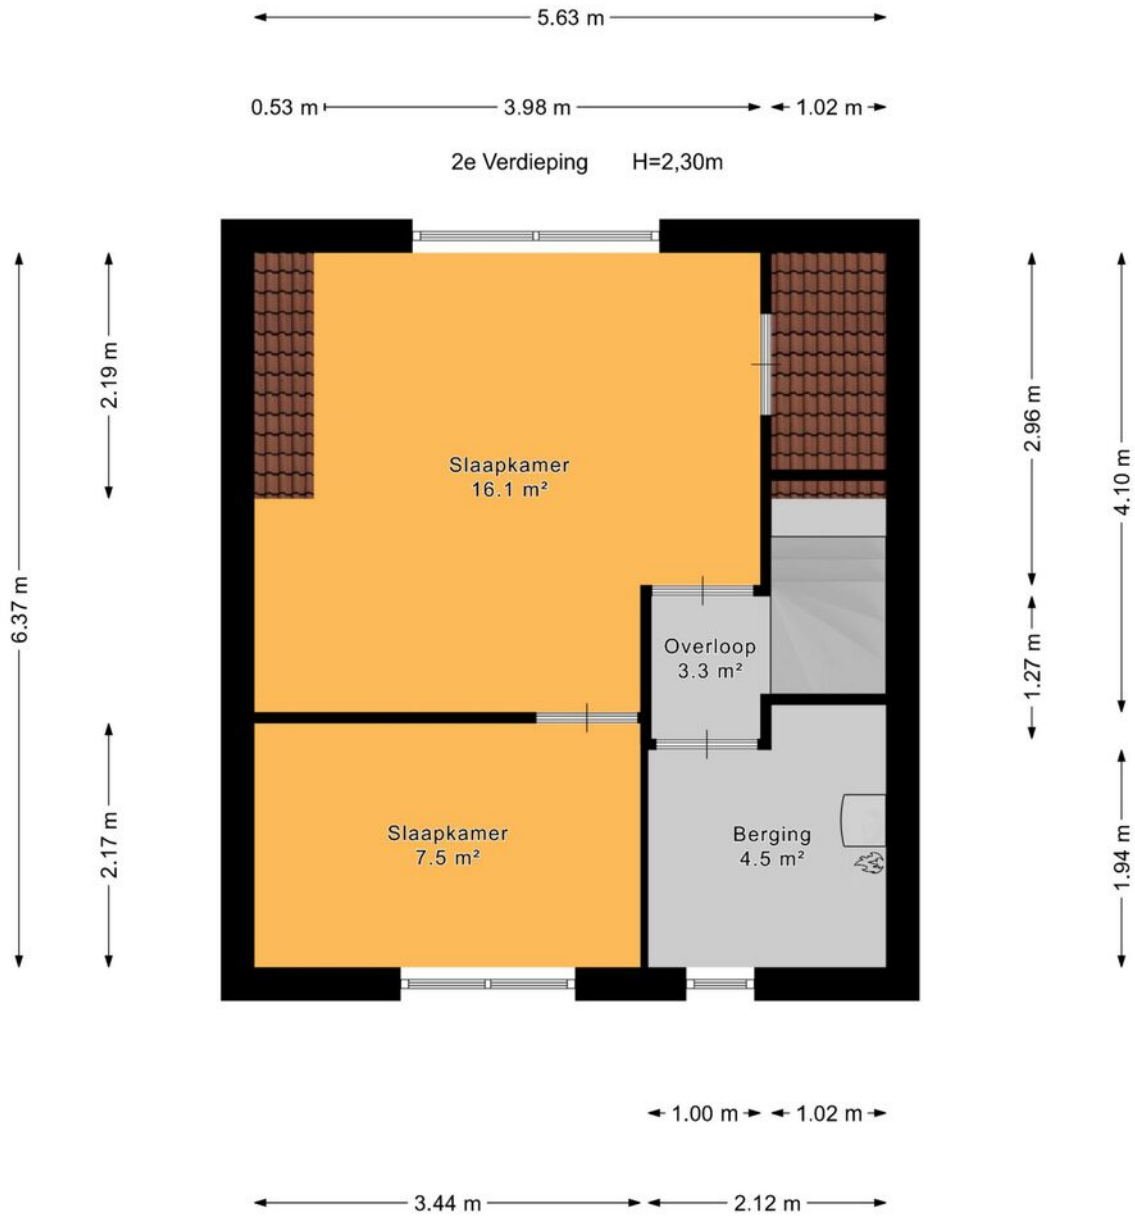 5.63 m
0.53 m
3.98 m
1.02 m
2e Verdieping H=2,30m
2.19 m
6.37 m
2.17 m
2.96 m
4.10 m
1.27 m
1.94 m
Slaapkamer
16.1 m²
Overloop
3.3 m²
Slaapkamer
7.5 m²
Berging
4.5 m²
1.00 m
1.02 m
3.44 m
2.12 m